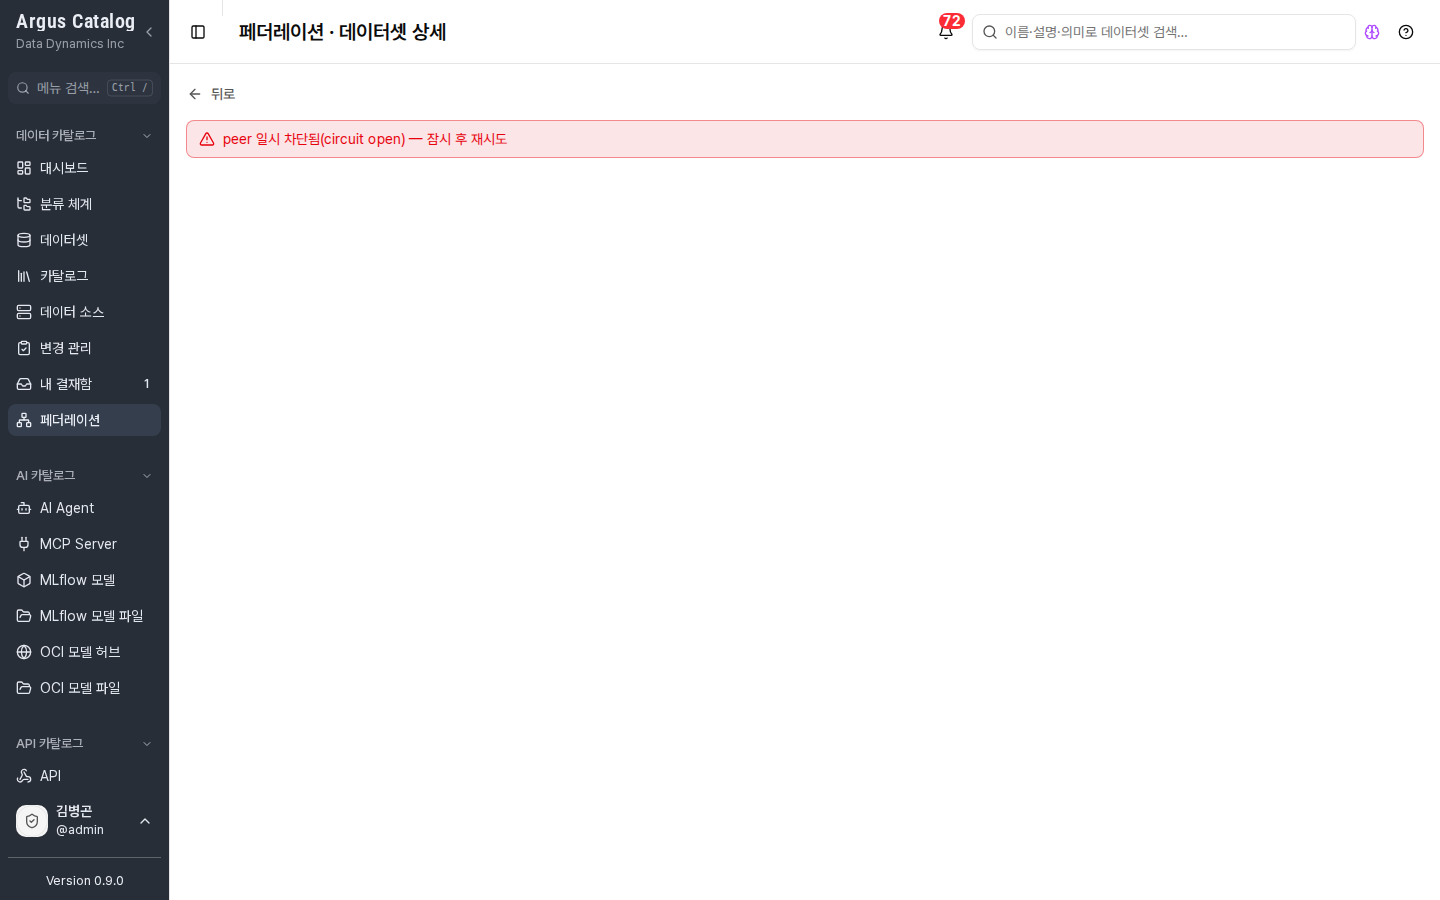 Argus Catalog
Data Dynamics Inc
메뉴 검색... Ctrl /
데이터 카탈로그
대시보드
분류 체계
데이터셋
카탈로그
데이터 소스
변경 관리
내 결재함 1
페더레이션
AI 카탈로그
AI Agent
MCP Server
MLflow 모델
MLflow 모델 파일
OCI 모델 허브
OCI 모델 파일
API 카탈로그
API
김병곤
@admin
Version 0.9.0
페더레이션 · 데이터셋 상세
72
이름·설명·의미로 데이터셋 검색...
뒤로
peer 일시 차단됨(circuit open) — 잠시 후 재시도